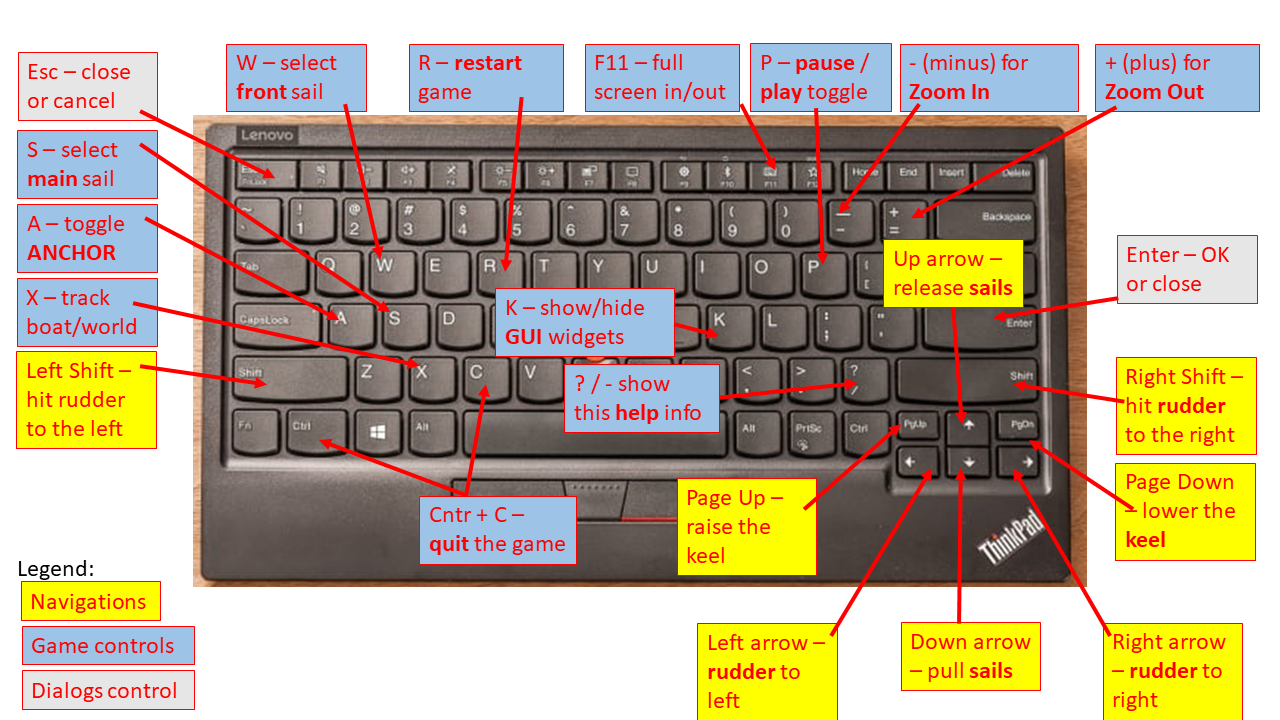 Esc – close
or cancel
W – select
front sail
R – restart
game
F11 – full
screen in/out
P – pause /
play toggle
- (minus) for
Zoom In
+ (plus) for
Zoom Out
S – select
main sail
A – toggle
ANCHOR
X – track
boat/world
Left Shift –
hit rudder
to the left
Lenovo
Esc
FnLock
F1
F3
F4
F5
F6
F7
F8
F9
F10
F11
F12
Home
End
Insert
Delete
~ ! @ # $ % ^ & * ( ) — +
` 1 2 3 4 5 6 7 8 9 0 - =
Backspace
Tab
Q W E R T Y U I O P { [
CapsLock
A S D K L : ; " '
Enter
Shift
Z X C V < , > . ? /
Shift
Fn
Ctrl
Alt
Alt
PrtSc
Ctrl
PgUp
PgDn
ThinkPad
Up arrow –
release sails
Enter – OK
or close
K – show/hide
GUI widgets
? / - show
this help info
Right Shift –
hit rudder
to the right
Page Down
– lower the
keel
Cntr + C –
quit the game
Page Up –
raise the
keel
Left arrow –
rudder to
left
Down arrow
– pull sails
Right arrow
– rudder to
right
Legend:
Navigations
Game controls
Dialogs control